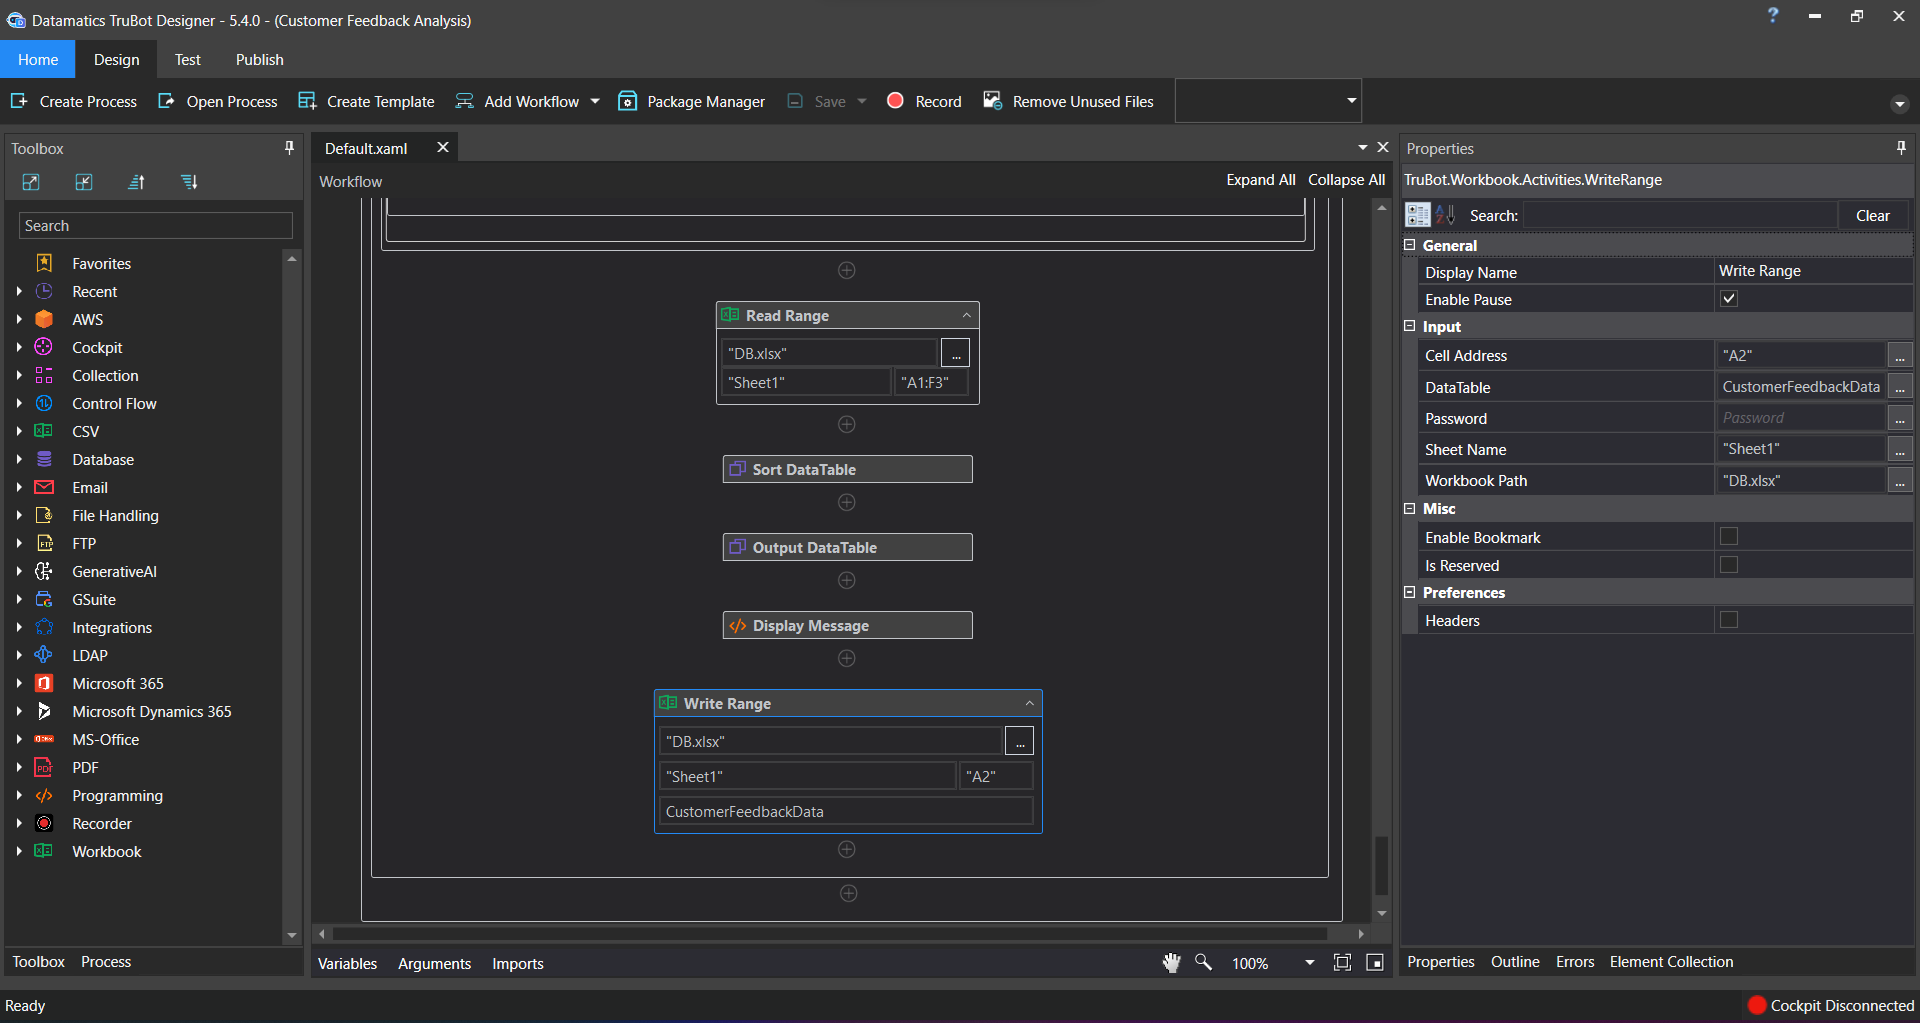 Datamatics TruBot Designer - 5.4.0 - (Customer Feedback Analysis)
Home Design Test Publish
Create Process Open Process Create Template Add Workflow Package Manager Save Record Remove Unused Files
Toolbox
Search
Favorites
Recent
AWS
Cockpit
Collection
Control Flow
CSV
Database
Email
File Handling
FTP
GenerativeAI
GSuite
Integrations
LDAP
Microsoft 365
Microsoft Dynamics 365
MS-Office
PDF
Programming
Recorder
Workbook
Toolbox Process
Default.xaml
Workflow Expand All Collapse All
Read Range
"DB.xlsx" ...
"Sheet1" "A1:F3"
Sort DataTable
Output DataTable
Display Message
Write Range
"DB.xlsx" ...
"Sheet1" "A2"
CustomerFeedbackData
Variables Arguments Imports 100%
Properties
TruBot.Workbook.Activities.WriteRange
Search: Clear
General
Display Name Write Range
Enable Pause
Input
Cell Address "A2" ...
DataTable CustomerFeedbackData ...
Password Password ...
Sheet Name "Sheet1" ...
Workbook Path "DB.xlsx" ...
Misc
Enable Bookmark
Is Reserved
Preferences
Headers
Properties Outline Errors Element Collection
Ready Cockpit Disconnected